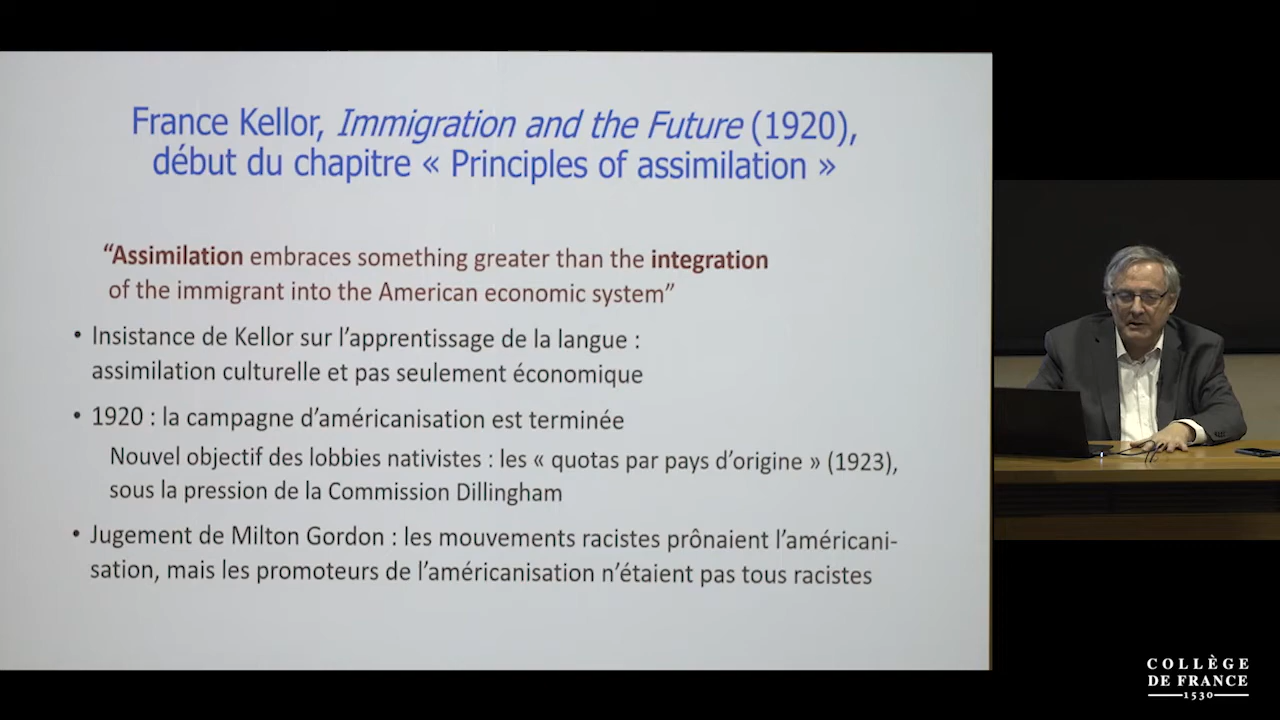 France Kellor, Immigration and the Future (1920),
début du chapitre « Principles of assimilation »
“Assimilation embraces something greater than the integration
of the immigrant into the American economic system”
• Insistance de Kellor sur l’apprentissage de la langue :
assimilation culturelle et pas seulement économique
• 1920 : la campagne d’américanisation est terminée
Nouvel objectif des lobbies nativistes : les « quotas par pays d’origine » (1923),
sous la pression de la Commission Dillingham
• Jugement de Milton Gordon : les mouvements racistes prônaient l’américani-
sation, mais les promoteurs de l’américanisation n’étaient pas tous racistes
COLLÈGE
DE FRANCE
1530